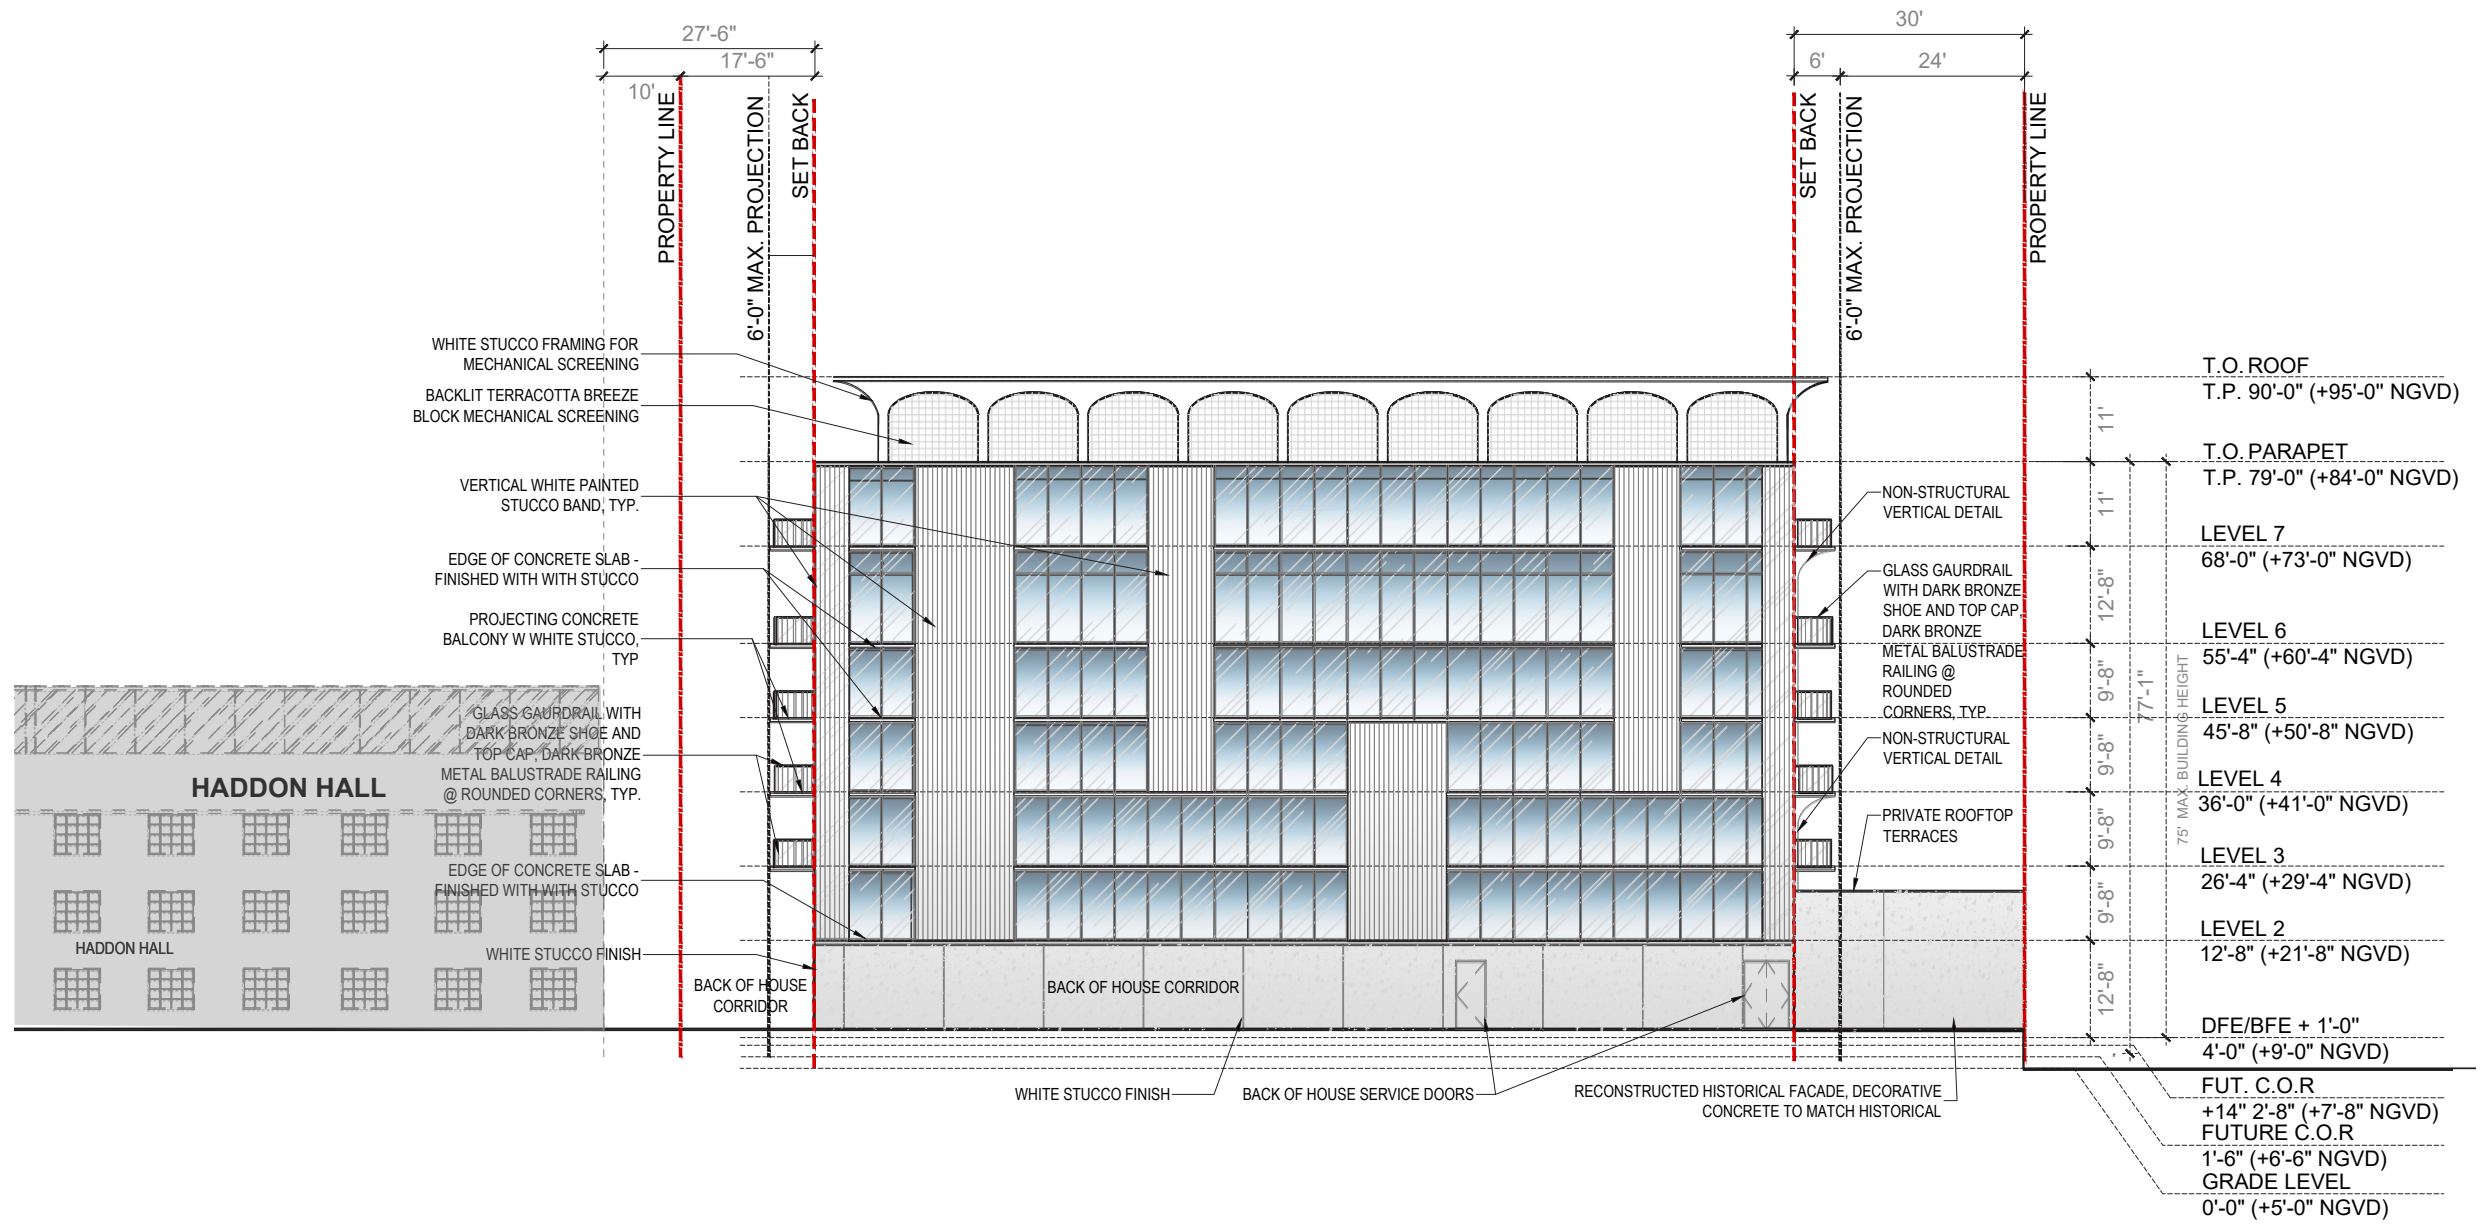 27'-6"
17'-6"
10'
PROPERTY LINE
6'-0" MAX. PROJECTION
SET BACK
30'
6'
24'
SET BACK
6'-0" MAX. PROJECTION
PROPERTY LINE
WHITE STUCCO FRAMING FOR
MECHANICAL SCREENING
BACKLIT TERRACOTTA BREEZE
BLOCK MECHANICAL SCREENING
VERTICAL WHITE PAINTED
STUCCO BAND, TYP.
EDGE OF CONCRETE SLAB -
FINISHED WITH WITH STUCCO
PROJECTING CONCRETE
BALCONY W WHITE STUCCO,
TYP
GLASS GAURDRAIL WITH
DARK BRONZE SHOE AND
TOP CAP, DARK BRONZE
METAL BALUSTRADE RAILING
@ ROUNDED CORNERS, TYP.
EDGE OF CONCRETE SLAB -
FINISHED WITH WITH STUCCO
WHITE STUCCO FINISH
HADDON HALL
HADDON HALL
BACK OF HOUSE
CORRIDOR
BACK OF HOUSE CORRIDOR
WHITE STUCCO FINISH
BACK OF HOUSE SERVICE DOORS
RECONSTRUCTED HISTORICAL FACADE, DECORATIVE
CONCRETE TO MATCH HISTORICAL
NON-STRUCTURAL
VERTICAL DETAIL
GLASS GAURDRAIL
WITH DARK BRONZE
SHOE AND TOP CAP,
DARK BRONZE
METAL BALUSTRADE
RAILING @
ROUNDED
CORNERS, TYP.
NON-STRUCTURAL
VERTICAL DETAIL
PRIVATE ROOFTOP
TERRACES
11'
11'
12'-8"
9'-8"
9'-8"
9'-8"
9'-8"
12'-8"
77'-1"
75' MAX. BUILDING HEIGHT
T.O. ROOF
T.P. 90'-0" (+95'-0" NGVD)
T.O. PARAPET
T.P. 79'-0" (+84'-0" NGVD)
LEVEL 7
68'-0" (+73'-0" NGVD)
LEVEL 6
55'-4" (+60'-4" NGVD)
LEVEL 5
45'-8" (+50'-8" NGVD)
LEVEL 4
36'-0" (+41'-0" NGVD)
LEVEL 3
26'-4" (+29'-4" NGVD)
LEVEL 2
12'-8" (+21'-8" NGVD)
DFE/BFE + 1'-0"
4'-0" (+9'-0" NGVD)
FUT. C.O.R
+14" 2'-8" (+7'-8" NGVD)
FUTURE C.O.R
1'-6" (+6'-6" NGVD)
GRADE LEVEL
0'-0" (+5'-0" NGVD)